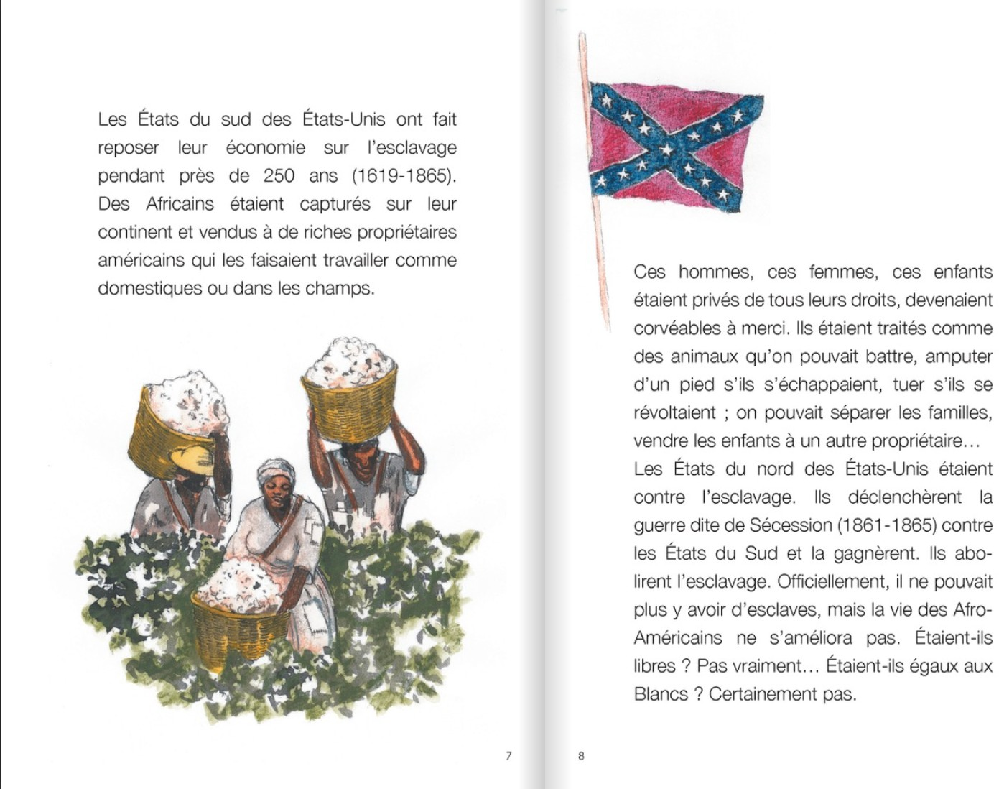 Les États du sud des États-Unis ont fait
reposer leur économie sur l'esclavage
pendant près de 250 ans (1619-1865).
Des Africains étaient capturés sur leur
continent et vendus à de riches propriétaires
américains qui les faisaient travailler comme
domestiques ou dans les champs.
7
Ces hommes, ces femmes, ces enfants
étaient privés de tous leurs droits, devenaient
corvéables à merci. Ils étaient traités comme
des animaux qu'on pouvait battre, amputer
d'un pied s'ils s'échappaient, tuer s'ils se
révoltaient ; on pouvait séparer les familles,
vendre les enfants à un autre propriétaire…
Les États du nord des États-Unis étaient
contre l'esclavage. Ils déclenchèrent la
guerre dite de Sécession (1861-1865) contre
les États du Sud et la gagnèrent. Ils abo-
lirent l'esclavage. Officiellement, il ne pouvait
plus y avoir d'esclaves, mais la vie des Afro-
Américains ne s'améliora pas. Étaient-ils
libres ? Pas vraiment… Étaient-ils égaux aux
Blancs ? Certainement pas.
8